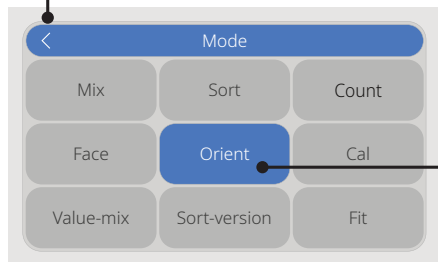 Mode
Mix Sort Count
Face Orient Cal
Value-mix Sort-version Fit